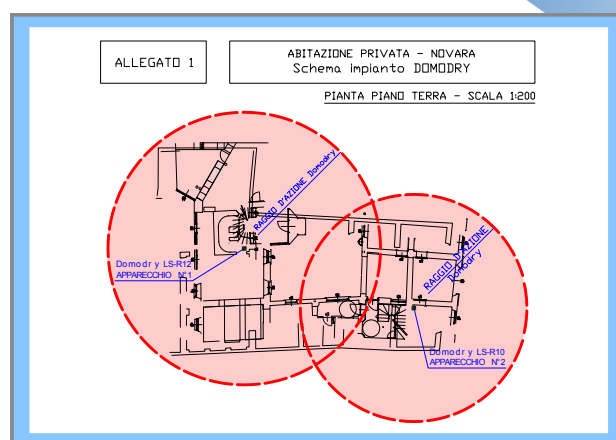 ALLEGATO 1
ABITAZIONE PRIVATA - NOVARA
Schema impianto DOMODRY
PIANTA PIANO TERRA - SCALA 1:200
RAGGIO D'AZIONE Domodry
Domodry LS-R12
APPARECCHIO N°1
RAGGIO D'AZIONE
Domodry
Domodry LS-R10
APPARECCHIO N°2